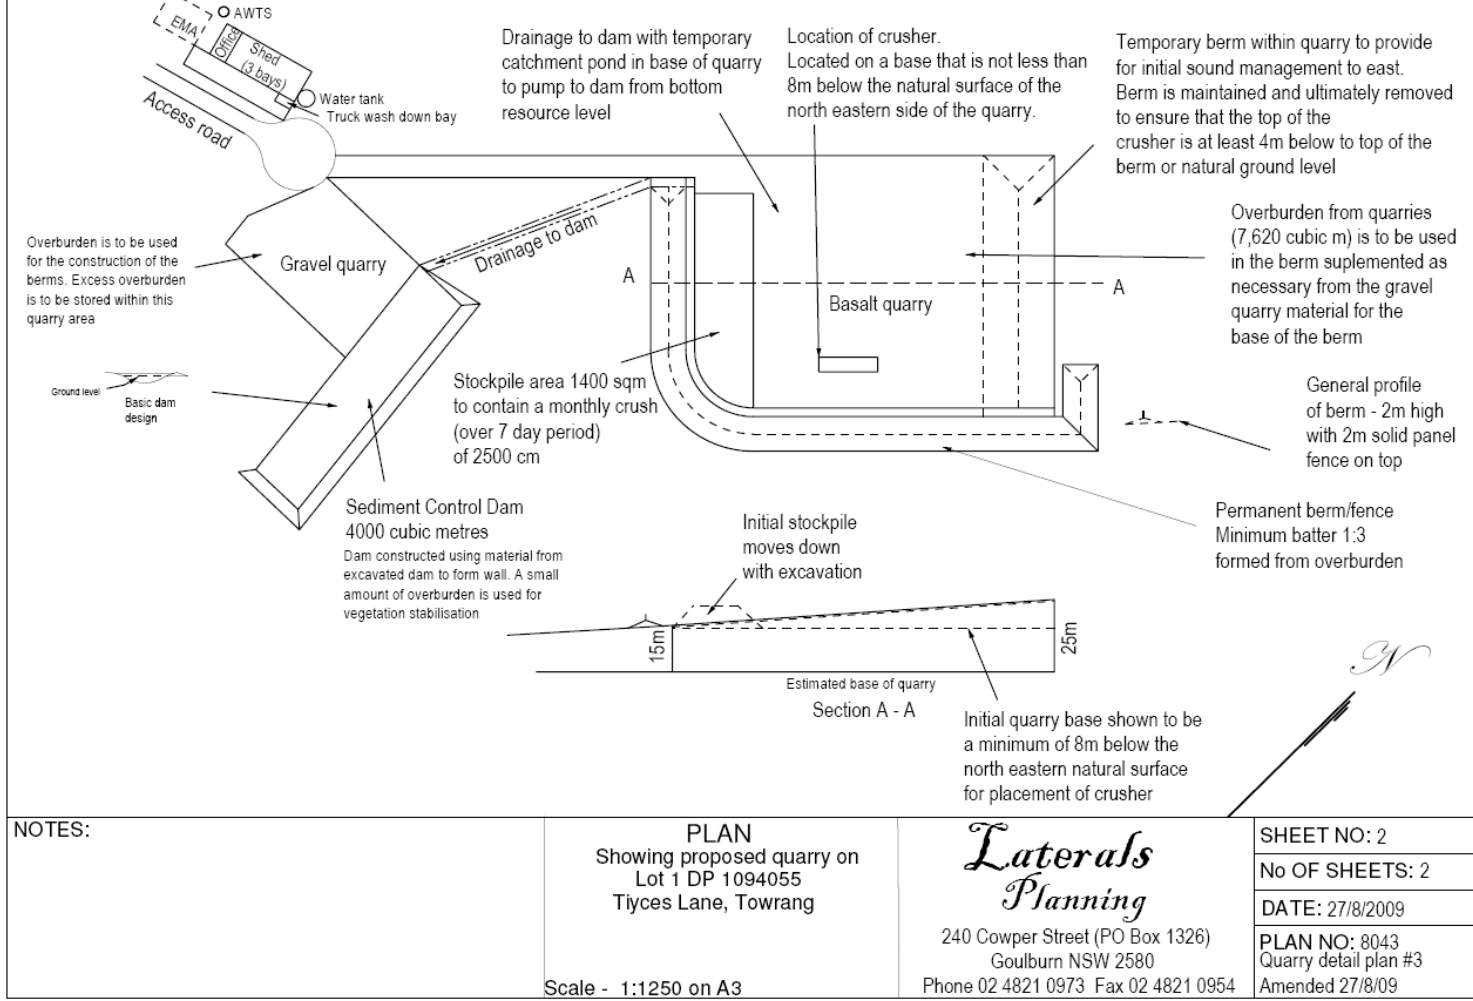 AWTS
EMA
Office
Shed
(3 bays)
Water tank
Truck wash down bay
Access road
Drainage to dam with temporary
catchment pond in base of quarry
to pump to dam from bottom
resource level
Location of crusher.
Located on a base that is not less than
8m below the natural surface of the
north eastern side of the quarry.
Temporary berm within quarry to provide
for initial sound management to east.
Berm is maintained and ultimately removed
to ensure that the top of the
crusher is at least 4m below to top of the
berm or natural ground level
Overburden from quarries
(7,620 cubic m) is to be used
in the berm suplemented as
necessary from the gravel
quarry material for the
base of the berm
Overburden is to be used
for the construction of the
berms. Excess overburden
is to be stored within this
quarry area
Gravel quarry
Drainage to dam
A
A
Basalt quarry
Ground level
Basic dam
design
Stockpile area 1400 sqm
to contain a monthly crush
(over 7 day period)
of 2500 cm
General profile
of berm - 2m high
with 2m solid panel
fence on top
Sediment Control Dam
4000 cubic metres
Dam constructed using material from
excavated dam to form wall. A small
amount of overburden is used for
vegetation stabilisation
Initial stockpile
moves down
with excavation
Permanent berm/fence
Minimum batter 1:3
formed from overburden
15m
25m
Estimated base of quarry
Section A - A
Initial quarry base shown to be
a minimum of 8m below the
north eastern natural surface
for placement of crusher
N
NOTES:
PLAN
Showing proposed quarry on
Lot 1 DP 1094055
Tiyces Lane, Towrang
Scale - 1:1250 on A3
Laterals
Planning
240 Cowper Street (PO Box 1326)
Goulburn NSW 2580
Phone 02 4821 0973 Fax 02 4821 0954
SHEET NO: 2
No OF SHEETS: 2
DATE: 27/8/2009
PLAN NO: 8043
Quarry detail plan #3
Amended 27/8/09